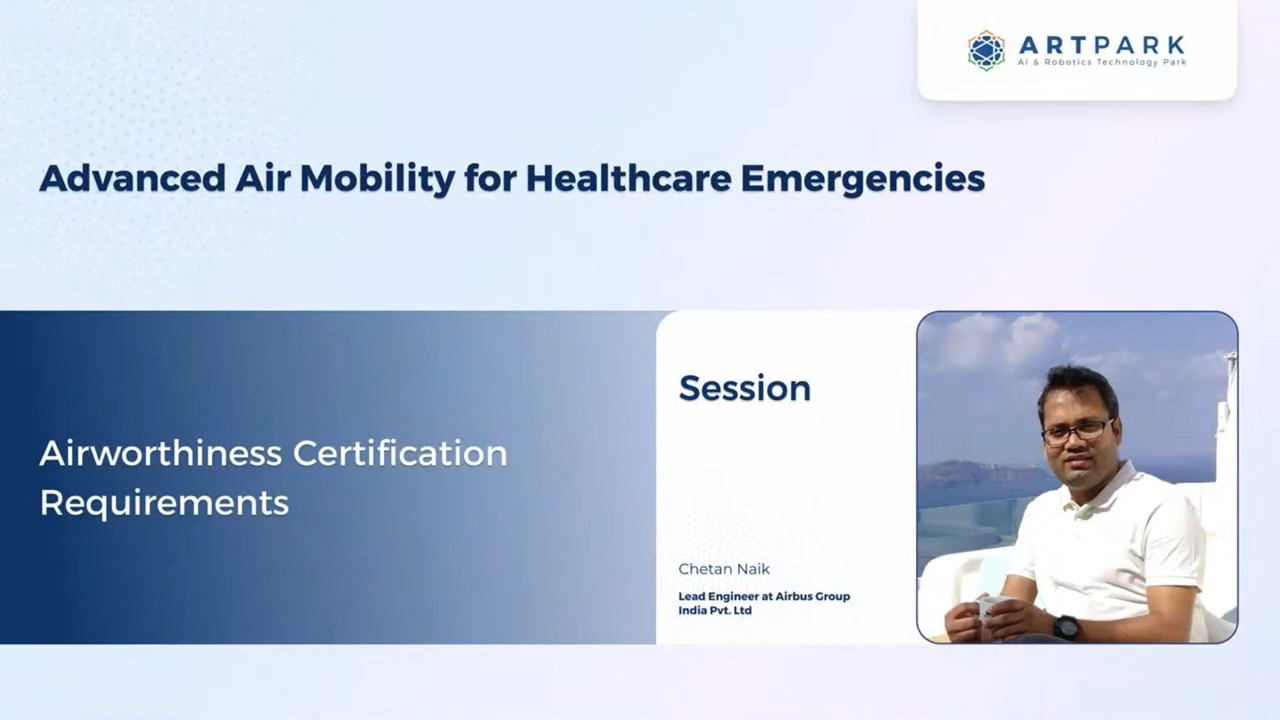 ARTPARK
AI & Robotics Technology Park
Advanced Air Mobility for Healthcare Emergencies
Airworthiness Certification
Requirements
Session
Chetan Naik
Lead Engineer at Airbus Group
India Pvt. Ltd